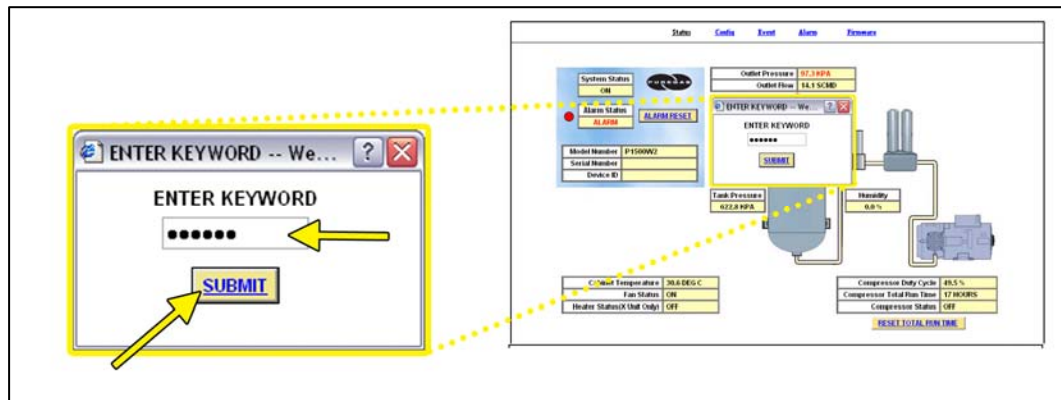 ENTER KEYWORD -- We...
ENTER KEYWORD
●●●●●●
SUBMIT
Status Config Event Alarm Firmware
System Status
ON
PUREGAS
Alarm Status
ALARM
ALARM RESET
Model Number P1500W2
Serial Number
Device ID
Outlet Pressure 97.3 KPA
Outlet Flow 14.1 SCMD
ENTER KEYWORD -- We...
ENTER KEYWORD
●●●●●●
SUBMIT
Tank Pressure
622.8 KPA
Humidity
0.0 %
Cabinet Temperature 30.6 DEG C
Fan Status ON
Heater Status(X Unit Only) OFF
Compressor Duty Cycle 49.5 %
Compressor Total Run Time 17 HOURS
Compressor Status OFF
RESET TOTAL RUN TIME